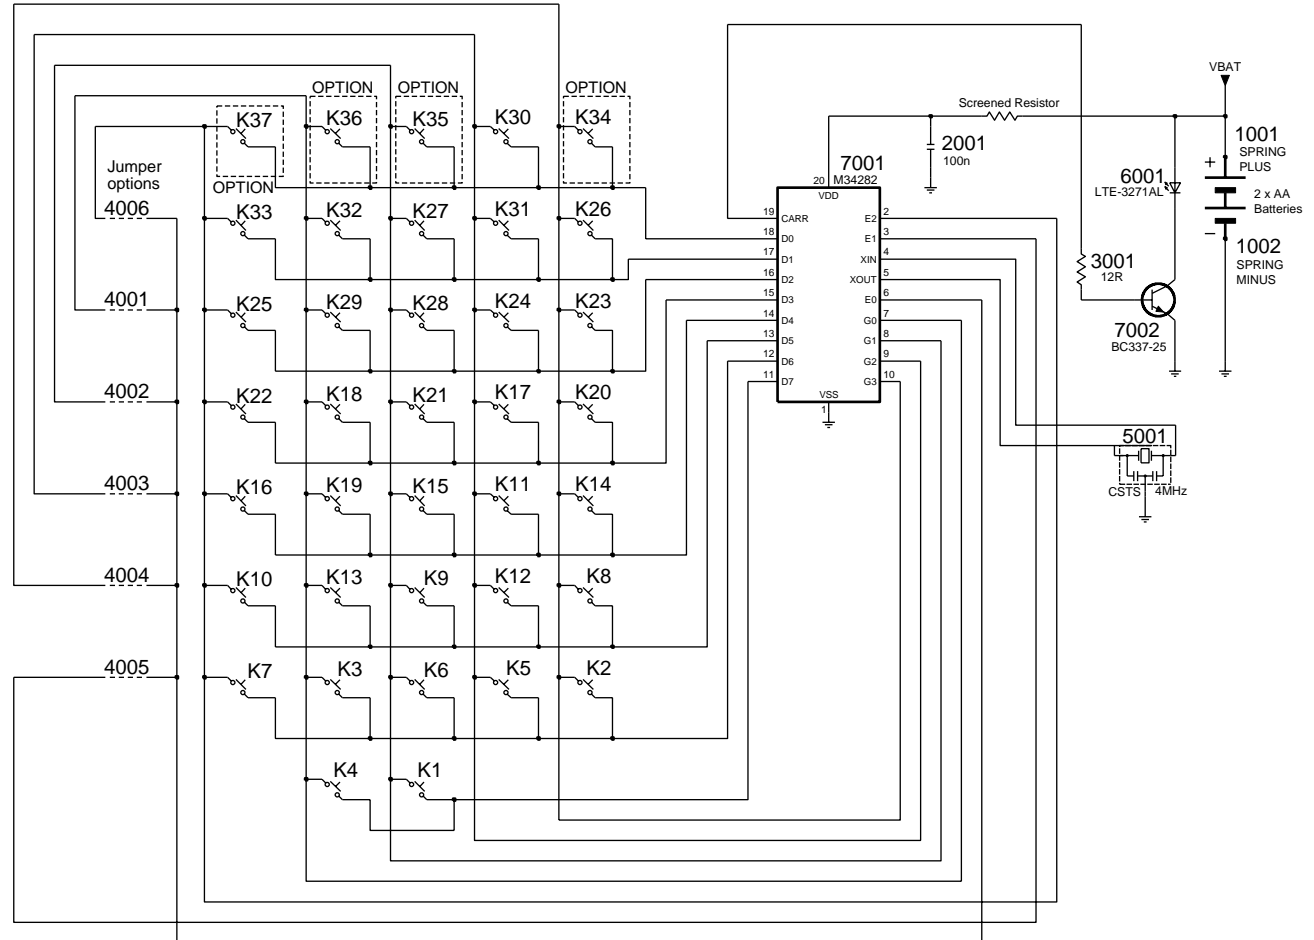 VBAT
OPTION OPTION OPTION
Screened Resistor
K37 K36 K35 K30 K34
2001
100n
1001
SPRING
PLUS
+
Jumper
options
OPTION
7001
20 M34282
VDD
6001
LTE-3271AL
2 x AA
Batteries
4006
K33 K32 K27 K31 K26
19 CARR E2 2
18 D0 E1 3
–
1002
SPRING
MINUS
17 D1 XIN 4
3001
12R
16 D2 XOUT 5
4001
K25 K29 K28 K24 K23
15 D3 E0 6
14 D4 G0 7
7002
BC337-25
13 D5 G1 8
12 D6 G2 9
11 D7 G3 10
4002
K22 K18 K21 K17 K20
VSS
1
5001
CSTS 4MHz
4003
K16 K19 K15 K11 K14
4004
K10 K13 K9 K12 K8
4005
K7 K3 K6 K5 K2
K4 K1